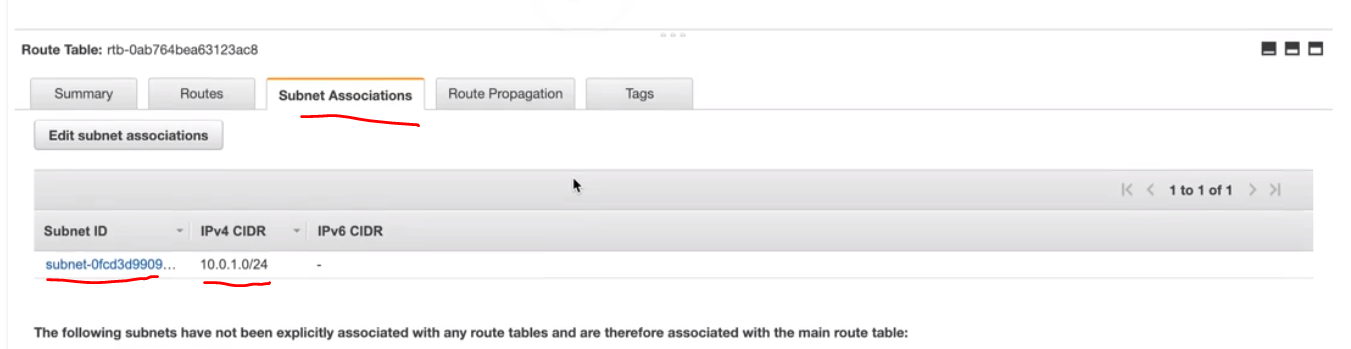 Route Table: rtb-0ab764bea63123ac8
Summary Routes Subnet Associations Route Propagation Tags
Edit subnet associations
1 to 1 of 1
Subnet ID IPv4 CIDR IPv6 CIDR
subnet-0fcd3d9909... 10.0.1.0/24 -
The following subnets have not been explicitly associated with any route tables and are therefore associated with the main route table: